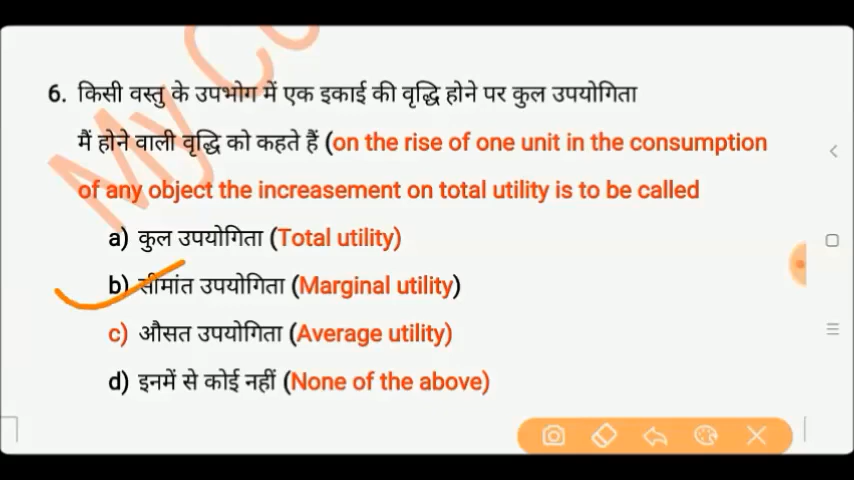 My C
6. किसी वस्तु के उपभोग में एक इकाई की वृद्धि होने पर कुल उपयोगिता
मैं होने वाली वृद्धि को कहते हैं (on the rise of one unit in the consumption
of any object the increasement on total utility is to be called
a) कुल उपयोगिता (Total utility)
b) सीमांत उपयोगिता (Marginal utility)
c) औसत उपयोगिता (Average utility)
d) इनमें से कोई नहीं (None of the above)